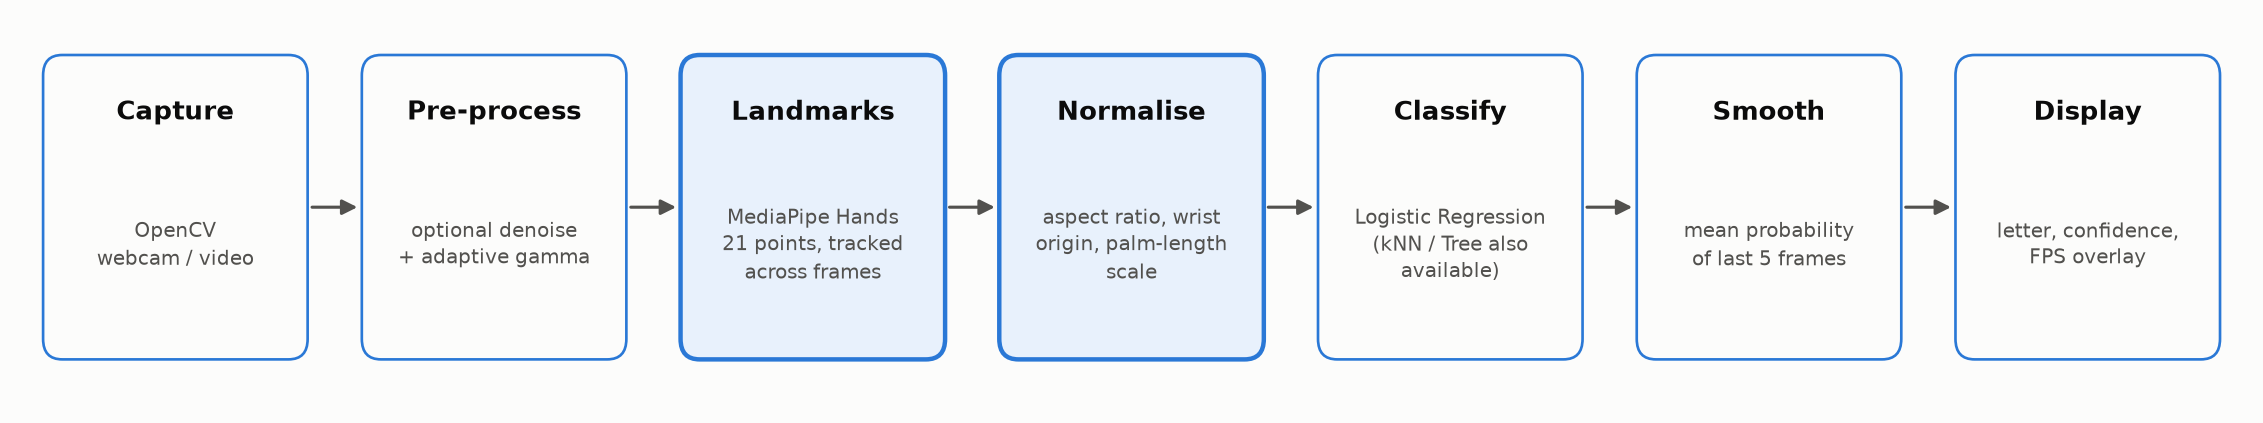 Capture
OpenCV
webcam / video
Pre-process
optional denoise
+ adaptive gamma
Landmarks
MediaPipe Hands
21 points, tracked
across frames
Normalise
aspect ratio, wrist
origin, palm-length
scale
Classify
Logistic Regression
(kNN / Tree also
available)
Smooth
mean probability
of last 5 frames
Display
letter, confidence,
FPS overlay